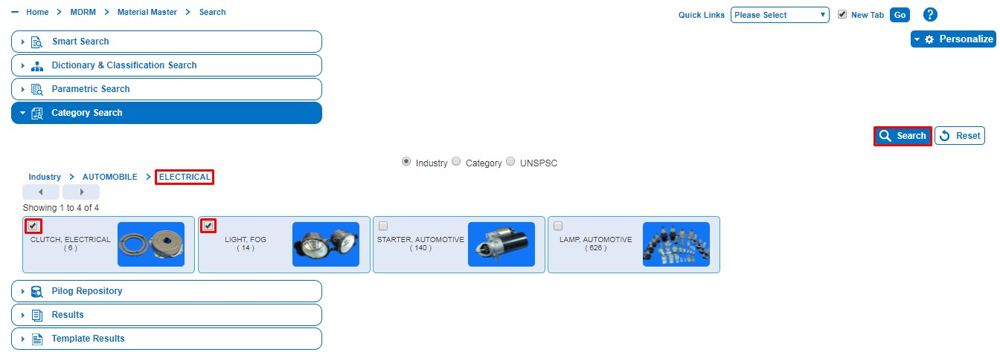 Home > MDRM > Material Master > Search
Quick Links Please Select New Tab Go ?
Smart Search
Personalize
Dictionary & Classification Search
Parametric Search
Category Search
Search Reset
Industry Category UNSPSC
Industry > AUTOMOBILE > ELECTRICAL
Showing 1 to 4 of 4
CLUTCH, ELECTRICAL
( 6 )
LIGHT, FOG
( 14 )
STARTER, AUTOMOTIVE
( 140 )
LAMP, AUTOMOTIVE
( 626 )
Pilog Repository
Results
Template Results